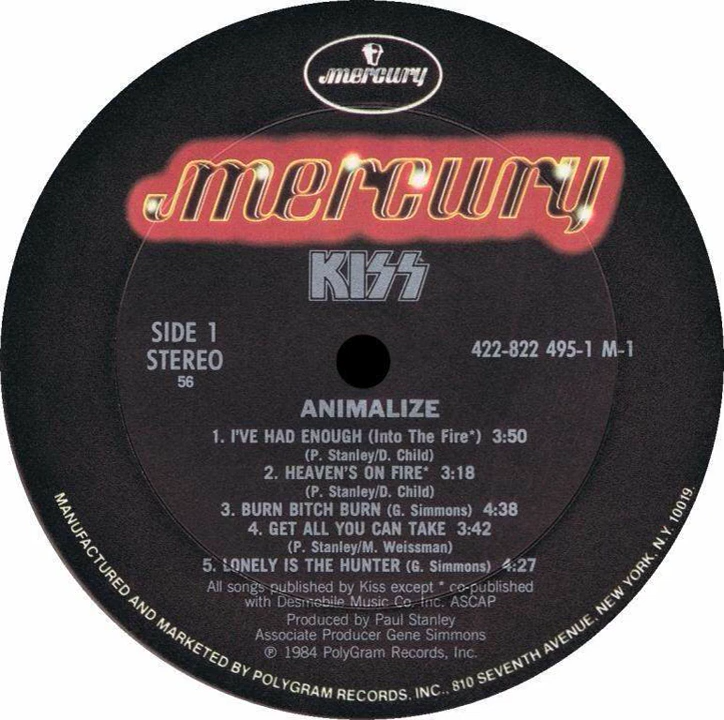 mercury
mercury
KISS
SIDE 1
STEREO
56
422-822 495-1 M-1
ANIMALIZE
1. I'VE HAD ENOUGH (Into The Fire*) 3:50
(P. Stanley/D. Child)
2. HEAVEN'S ON FIRE* 3:18
(P. Stanley/D. Child)
3. BURN BITCH BURN (G. Simmons) 4:38
4. GET ALL YOU CAN TAKE 3:42
(P. Stanley/M. Weissman)
5. LONELY IS THE HUNTER (G. Simmons) 4:27
All songs published by Kiss except * co-published
with Desmobile Music Co. Inc. ASCAP
Produced by Paul Stanley
Associate Producer Gene Simmons
℗ 1984 PolyGram Records, Inc.
MANUFACTURED AND MARKETED BY POLYGRAM RECORDS, INC., 810 SEVENTH AVENUE, NEW YORK, N.Y. 10019.